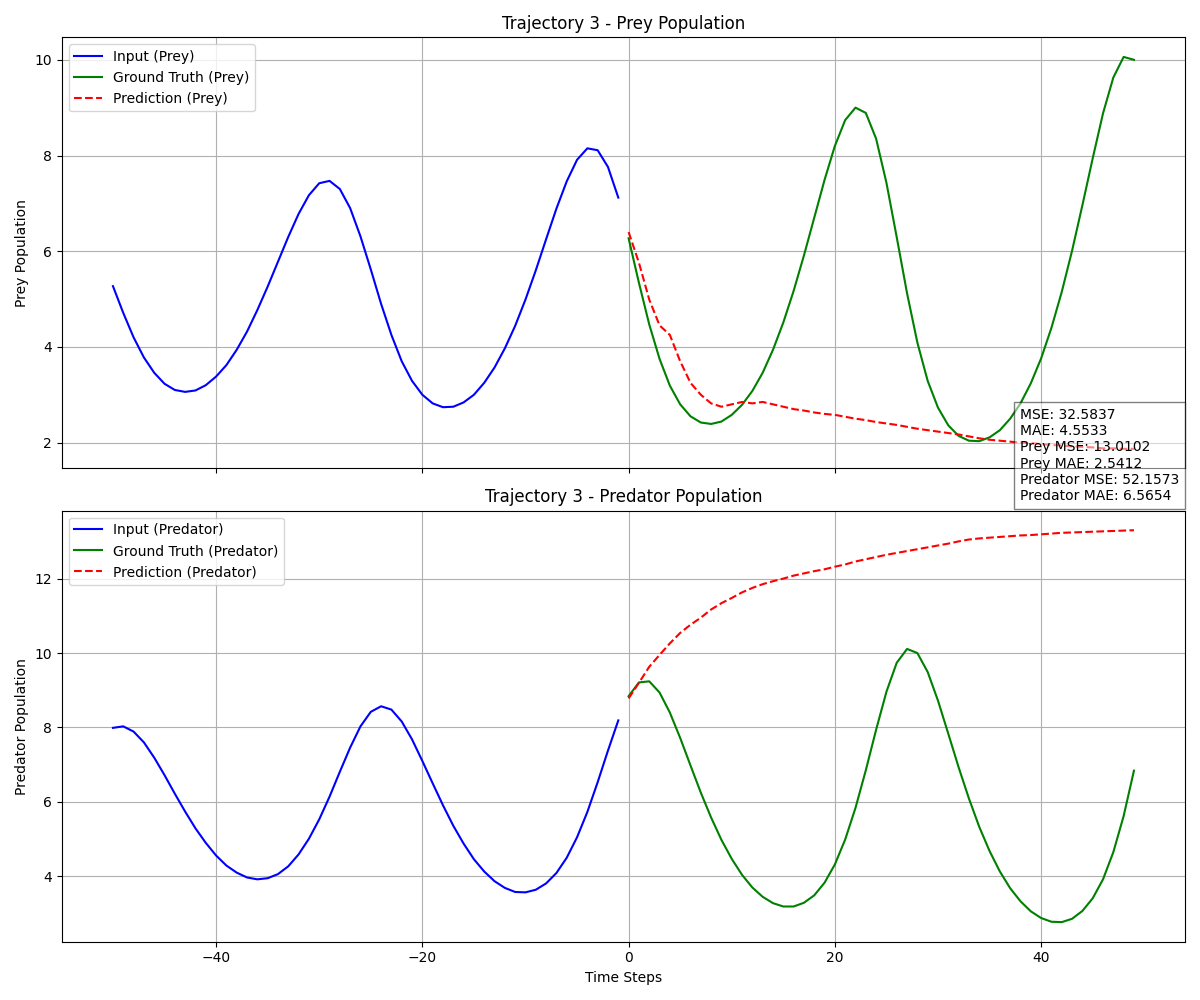 Trajectory 3 - Prey Population
Input (Prey)
Ground Truth (Prey)
Prediction (Prey)
Prey Population
10
8
6
4
2
MSE: 32.5837
MAE: 4.5533
Prey MSE: 13.0102
Prey MAE: 2.5412
Predator MSE: 52.1573
Predator MAE: 6.5654
Trajectory 3 - Predator Population
Input (Predator)
Ground Truth (Predator)
Prediction (Predator)
Predator Population
12
10
8
6
4
−40
−20
0
20
40
Time Steps